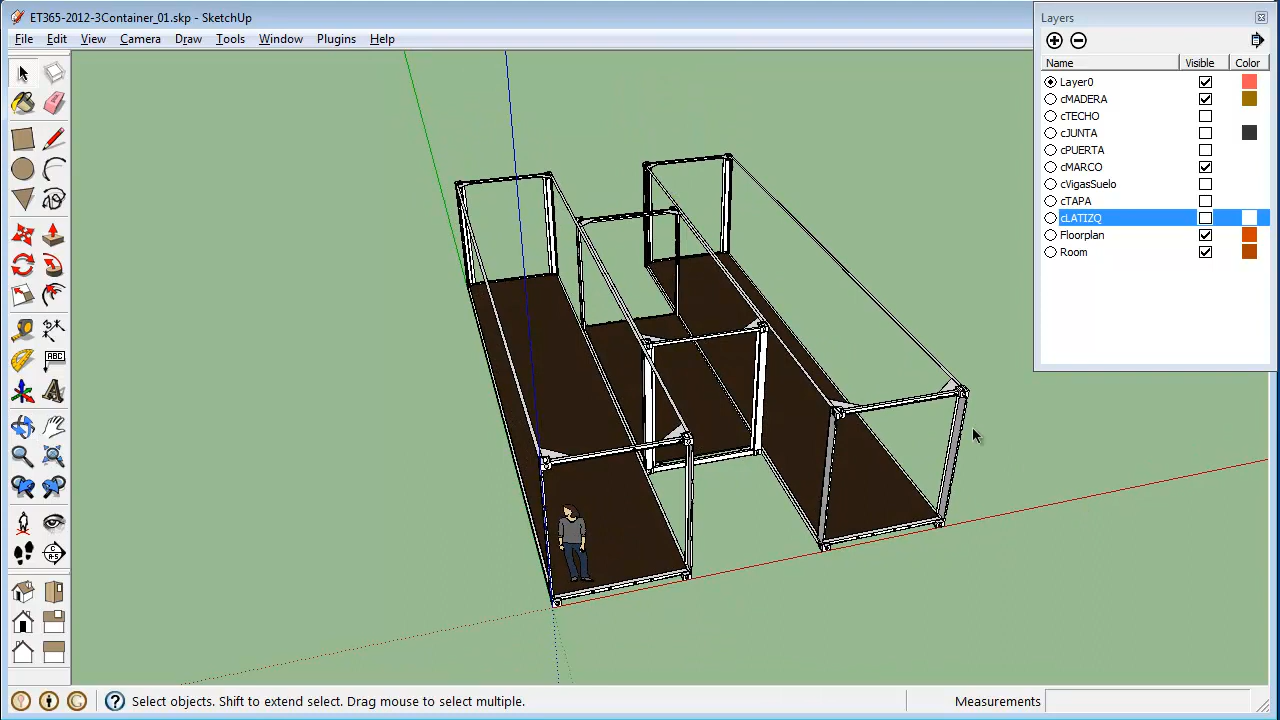 ET365-2012-3Container_01.skp - SketchUp
File Edit View Camera Draw Tools Window Plugins Help
Layers
Name Visible Color
Layer0
cMADERA
cTECHO
cJUNTA
cPUERTA
cMARCO
cVigasSuelo
cTAPA
cLATIZQ
Floorplan
Room
ABC
A
C
A-5
Select objects. Shift to extend select. Drag mouse to select multiple.
Measurements